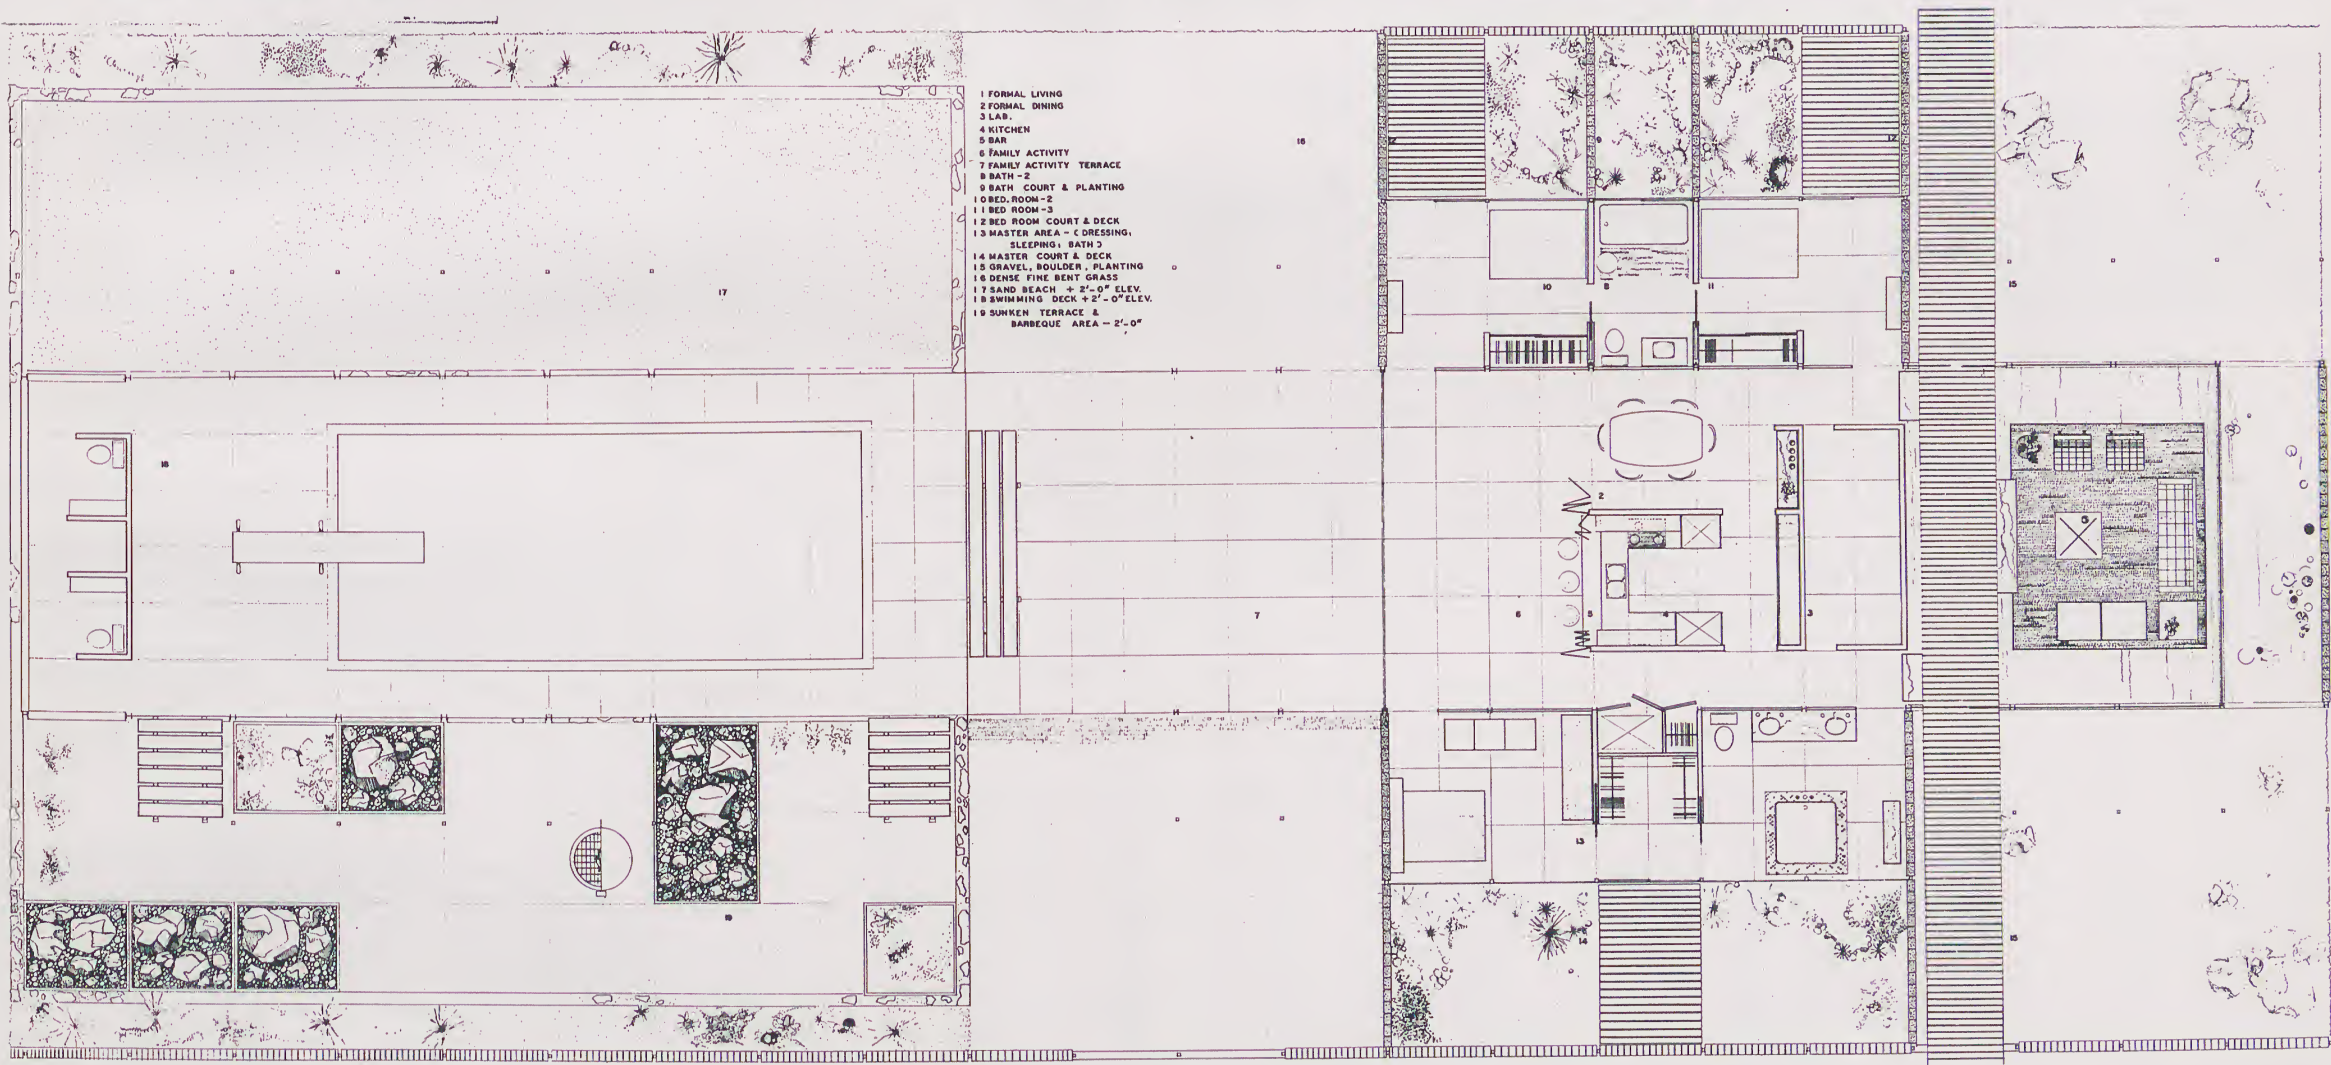 1 FORMAL LIVING
2 FORMAL DINING
3 LAB.
4 KITCHEN
5 BAR
6 FAMILY ACTIVITY
7 FAMILY ACTIVITY TERRACE
8 BATH - 2
9 BATH COURT & PLANTING
10 BED. ROOM - 2
11 BED ROOM - 3
12 BED ROOM COURT & DECK
13 MASTER AREA - ( DRESSING,
SLEEPING, BATH )
14 MASTER COURT & DECK
15 GRAVEL, BOULDER, PLANTING
16 DENSE FINE BENT GRASS
17 SAND BEACH + 2'-0" ELEV.
18 SWIMMING DECK + 2'-0" ELEV.
19 SUNKEN TERRACE &
BARBEQUE AREA - 2'-0"
16
12
9
12
17
10
8
11
15
18
2
7
6
5
4
3
13
14
19
15